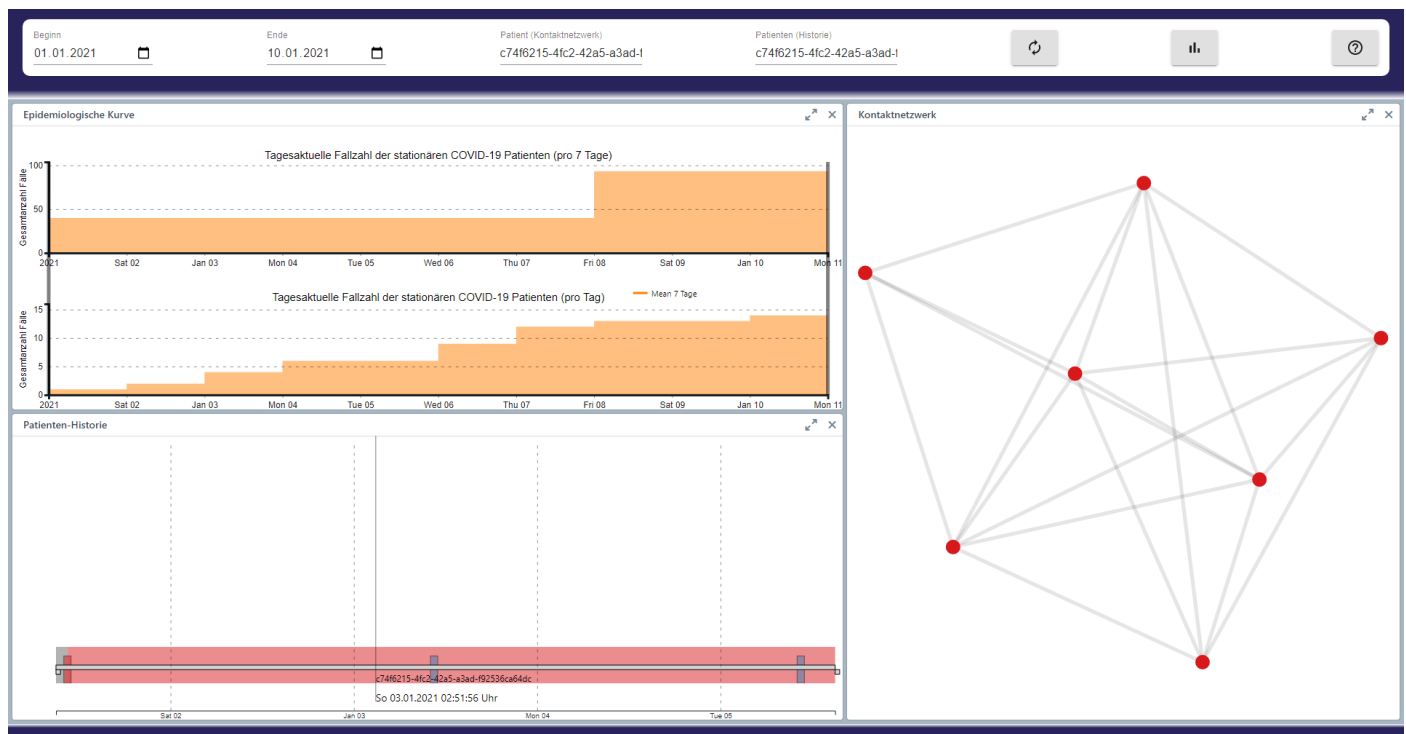 Beginn
01.01.2021
Ende
10.01.2021
Patient (Kontaktnetzwerk)
c74f6215-4fc2-42a5-a3ad-f
Patienten (Historie)
c74f6215-4fc2-42a5-a3ad-f
Epidemiologische Kurve
Tagesaktuelle Fallzahl der stationären COVID-19 Patienten (pro 7 Tage)
Gesamtanzahl Fälle
100
50
0
2021 Sat 02 Jan 03 Mon 04 Tue 05 Wed 06 Thu 07 Fri 08 Sat 09 Jan 10 Mon 11
Tagesaktuelle Fallzahl der stationären COVID-19 Patienten (pro Tag)
Mean 7 Tage
Gesamtanzahl Fälle
15
10
5
0
2021 Sat 02 Jan 03 Mon 04 Tue 05 Wed 06 Thu 07 Fri 08 Sat 09 Jan 10 Mon 11
Patienten-Historie
c74f6215-4fc2-42a5-a3ad-f92536ca64dc
So 03.01.2021 02:51:56 Uhr
Sat 02 Jan 03 Mon 04 Tue 05
Kontaktnetzwerk